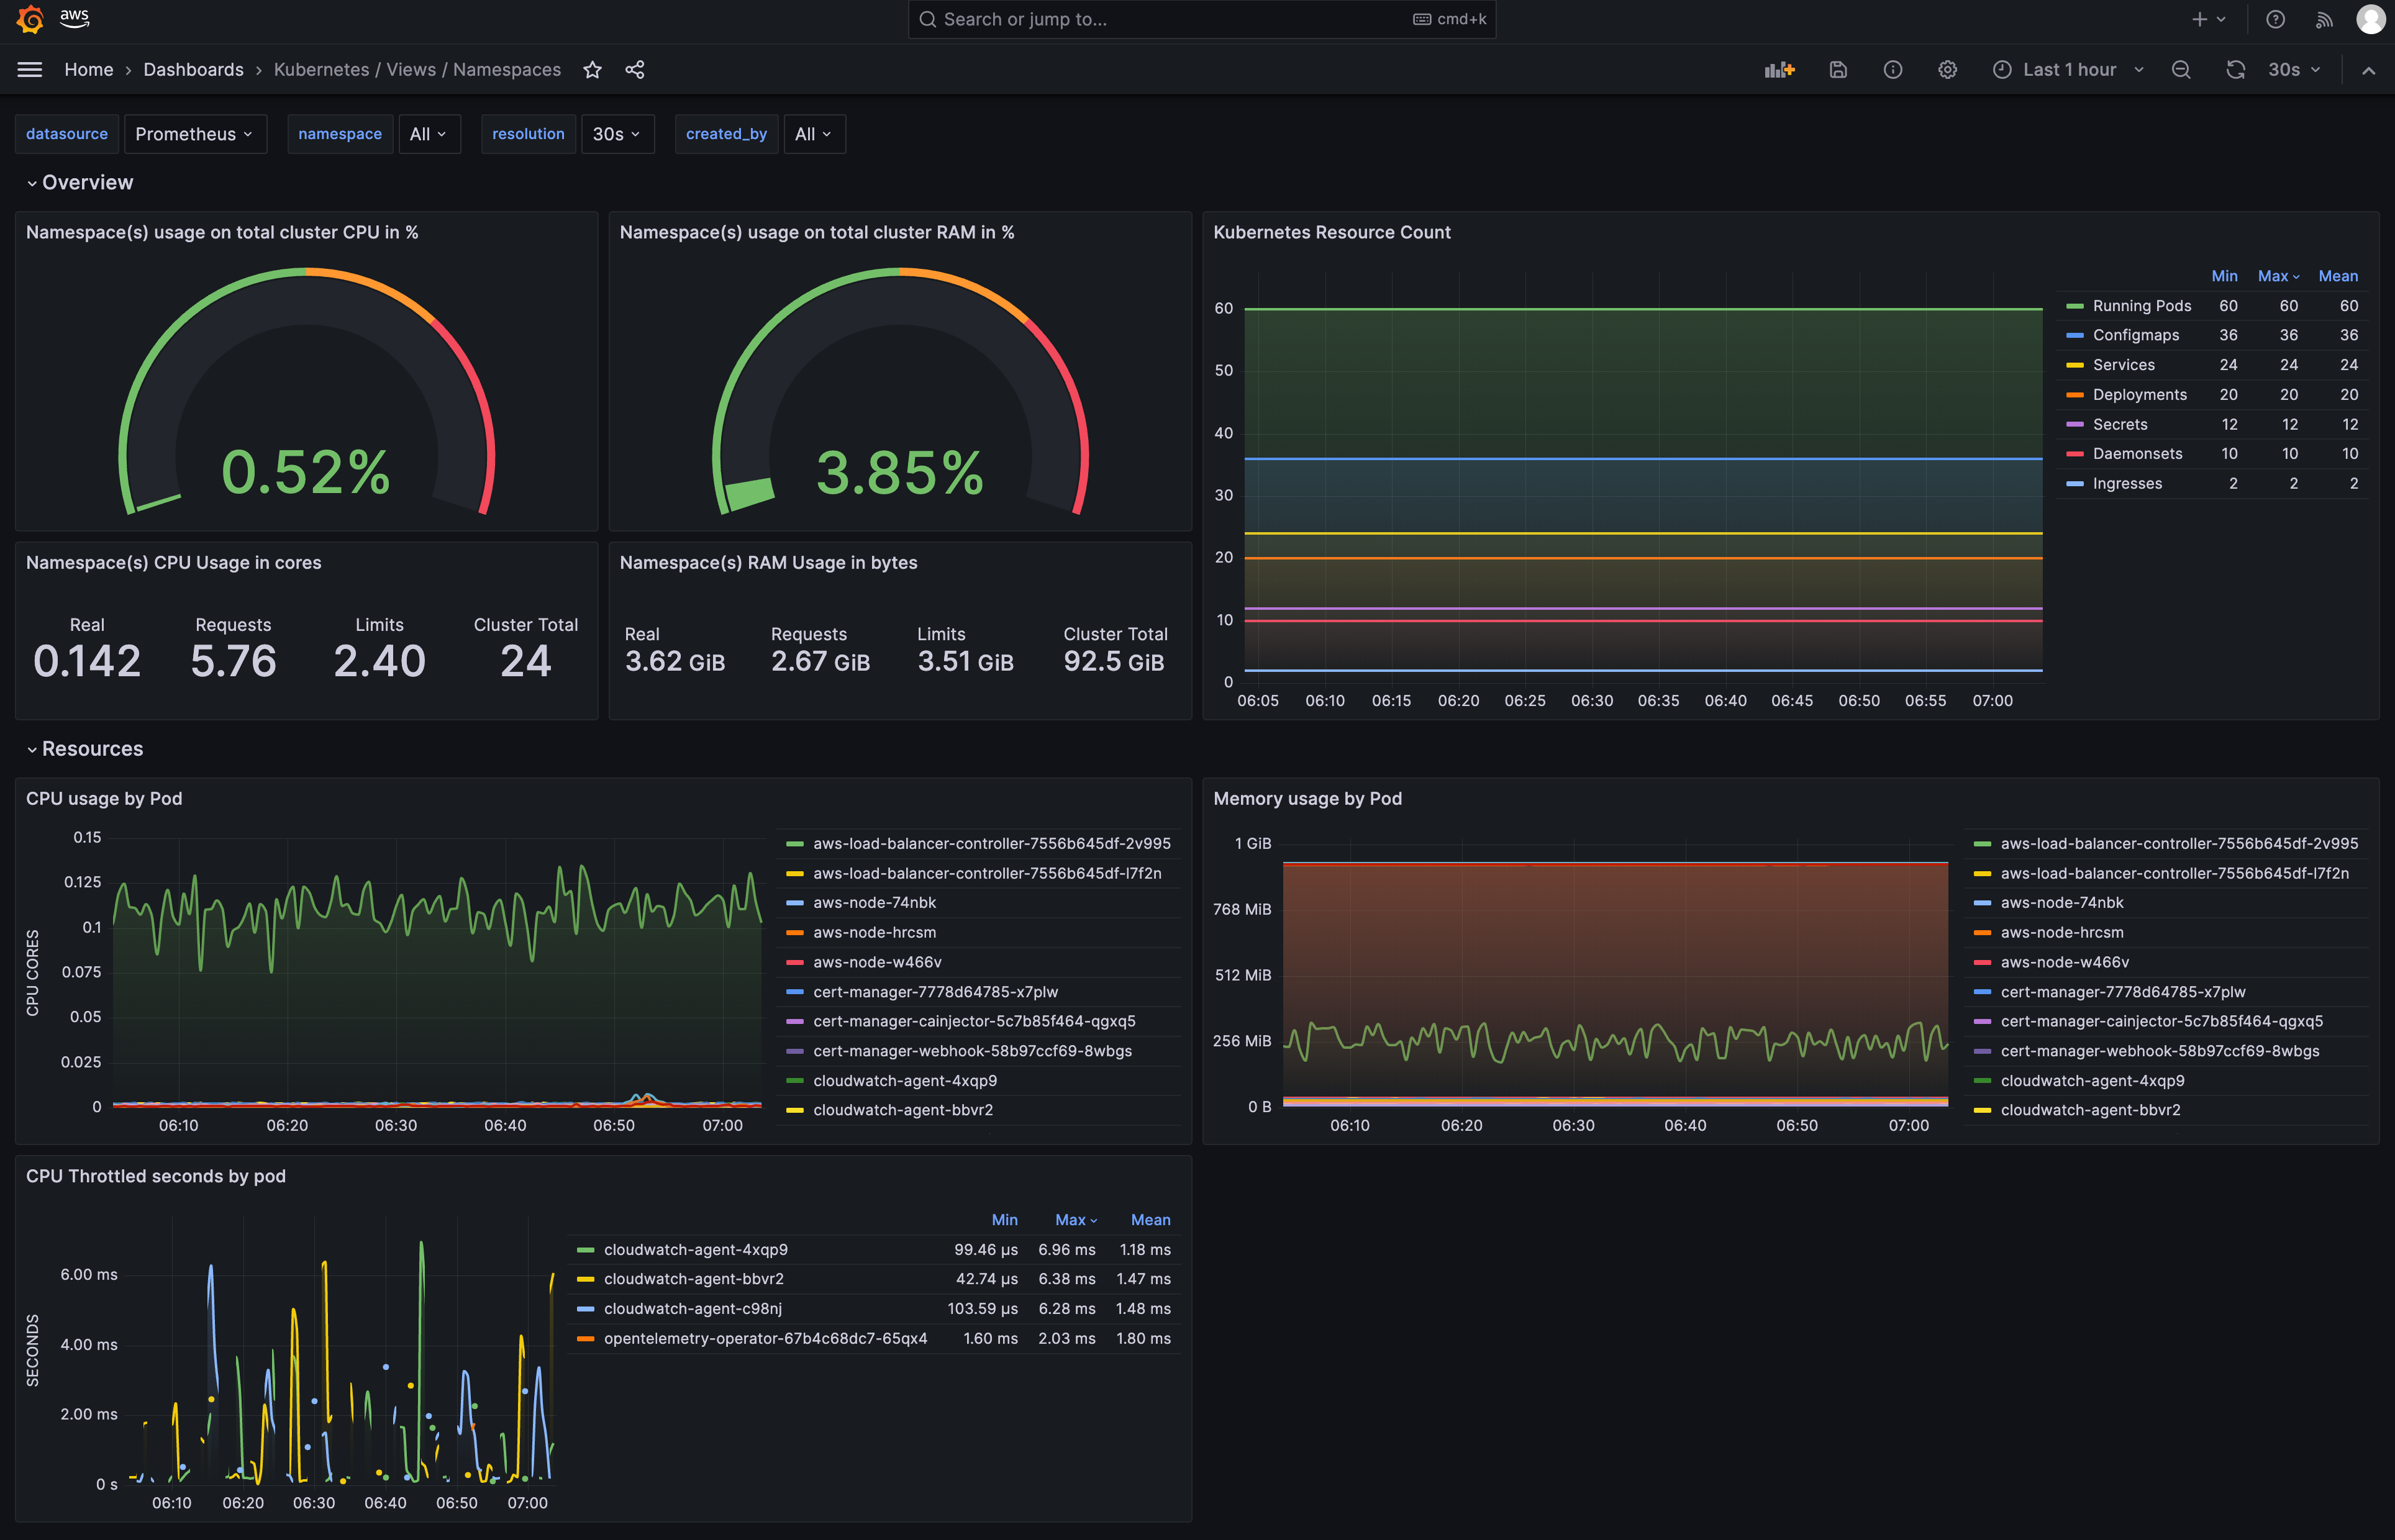 aws
Search or jump to...
cmd+k
Home › Dashboards › Kubernetes / Views / Namespaces
Last 1 hour
30s
datasource Prometheus namespace All resolution 30s created_by All
Overview
Namespace(s) usage on total cluster CPU in %
0.52%
Namespace(s) usage on total cluster RAM in %
3.85%
Kubernetes Resource Count
60
50
40
30
20
10
0
06:05 06:10 06:15 06:20 06:25 06:30 06:35 06:40 06:45 06:50 06:55 07:00
Min Max Mean
Running Pods 60 60 60
Configmaps 36 36 36
Services 24 24 24
Deployments 20 20 20
Secrets 12 12 12
Daemonsets 10 10 10
Ingresses 2 2 2
Namespace(s) CPU Usage in cores
Real Requests Limits Cluster Total
0.142 5.76 2.40 24
Namespace(s) RAM Usage in bytes
Real Requests Limits Cluster Total
3.62 GiB 2.67 GiB 3.51 GiB 92.5 GiB
Resources
CPU usage by Pod
CPU CORES
0.15
0.125
0.1
0.075
0.05
0.025
0
06:10 06:20 06:30 06:40 06:50 07:00
aws-load-balancer-controller-7556b645df-2v995
aws-load-balancer-controller-7556b645df-l7f2n
aws-node-74nbk
aws-node-hrcsm
aws-node-w466v
cert-manager-7778d64785-x7plw
cert-manager-cainjector-5c7b85f464-qgxq5
cert-manager-webhook-58b97ccf69-8wbgs
cloudwatch-agent-4xqp9
cloudwatch-agent-bbvr2
Memory usage by Pod
1 GiB
768 MiB
512 MiB
256 MiB
0 B
06:10 06:20 06:30 06:40 06:50 07:00
aws-load-balancer-controller-7556b645df-2v995
aws-load-balancer-controller-7556b645df-l7f2n
aws-node-74nbk
aws-node-hrcsm
aws-node-w466v
cert-manager-7778d64785-x7plw
cert-manager-cainjector-5c7b85f464-qgxq5
cert-manager-webhook-58b97ccf69-8wbgs
cloudwatch-agent-4xqp9
cloudwatch-agent-bbvr2
CPU Throttled seconds by pod
SECONDS
6.00 ms
4.00 ms
2.00 ms
0 s
06:10 06:20 06:30 06:40 06:50 07:00
Min Max Mean
cloudwatch-agent-4xqp9 99.46 µs 6.96 ms 1.18 ms
cloudwatch-agent-bbvr2 42.74 µs 6.38 ms 1.47 ms
cloudwatch-agent-c98nj 103.59 µs 6.28 ms 1.48 ms
opentelemetry-operator-67b4c68dc7-65qx4 1.60 ms 2.03 ms 1.80 ms